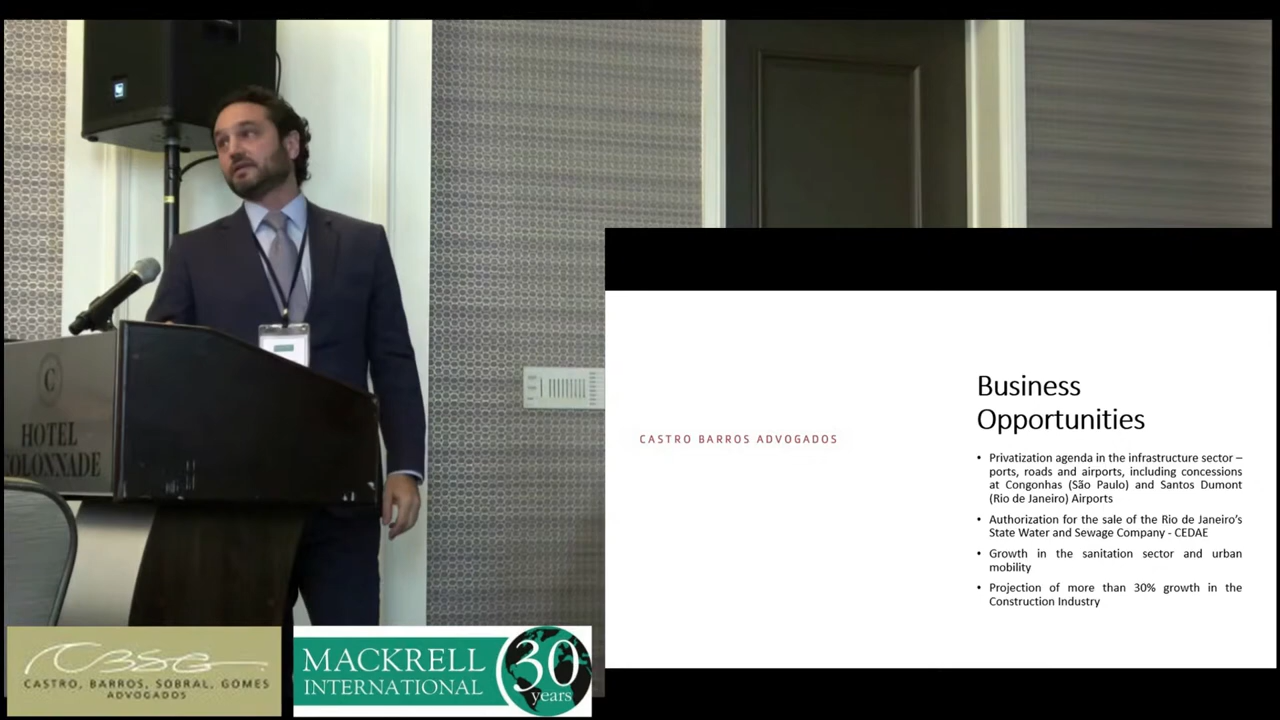 C
HOTEL
COLONNADE
CASTRO, BARROS, SOBRAL, GOMES
ADVOGADOS
MACKRELL
INTERNATIONAL
30
years
CASTRO BARROS ADVOGADOS
Business
Opportunities
• Privatization agenda in the infrastructure sector –
ports, roads and airports, including concessions
at Congonhas (São Paulo) and Santos Dumont
(Rio de Janeiro) Airports
• Authorization for the sale of the Rio de Janeiro's
State Water and Sewage Company - CEDAE
• Growth in the sanitation sector and urban
mobility
• Projection of more than 30% growth in the
Construction Industry